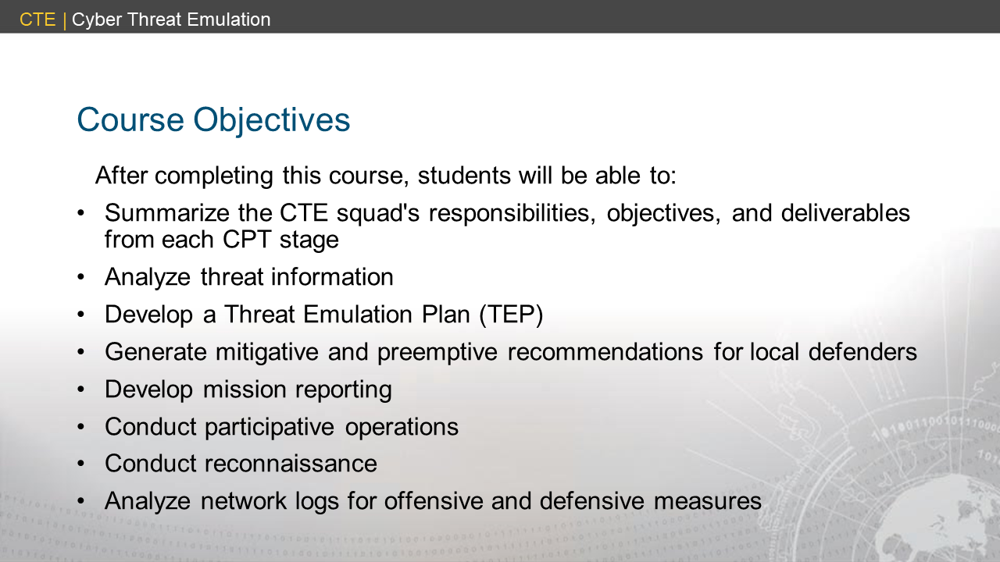 CTE | Cyber Threat Emulation
Course Objectives
After completing this course, students will be able to:
• Summarize the CTE squad's responsibilities, objectives, and deliverables
from each CPT stage
• Analyze threat information
• Develop a Threat Emulation Plan (TEP)
• Generate mitigative and preemptive recommendations for local defenders
• Develop mission reporting
• Conduct participative operations
• Conduct reconnaissance
• Analyze network logs for offensive and defensive measures